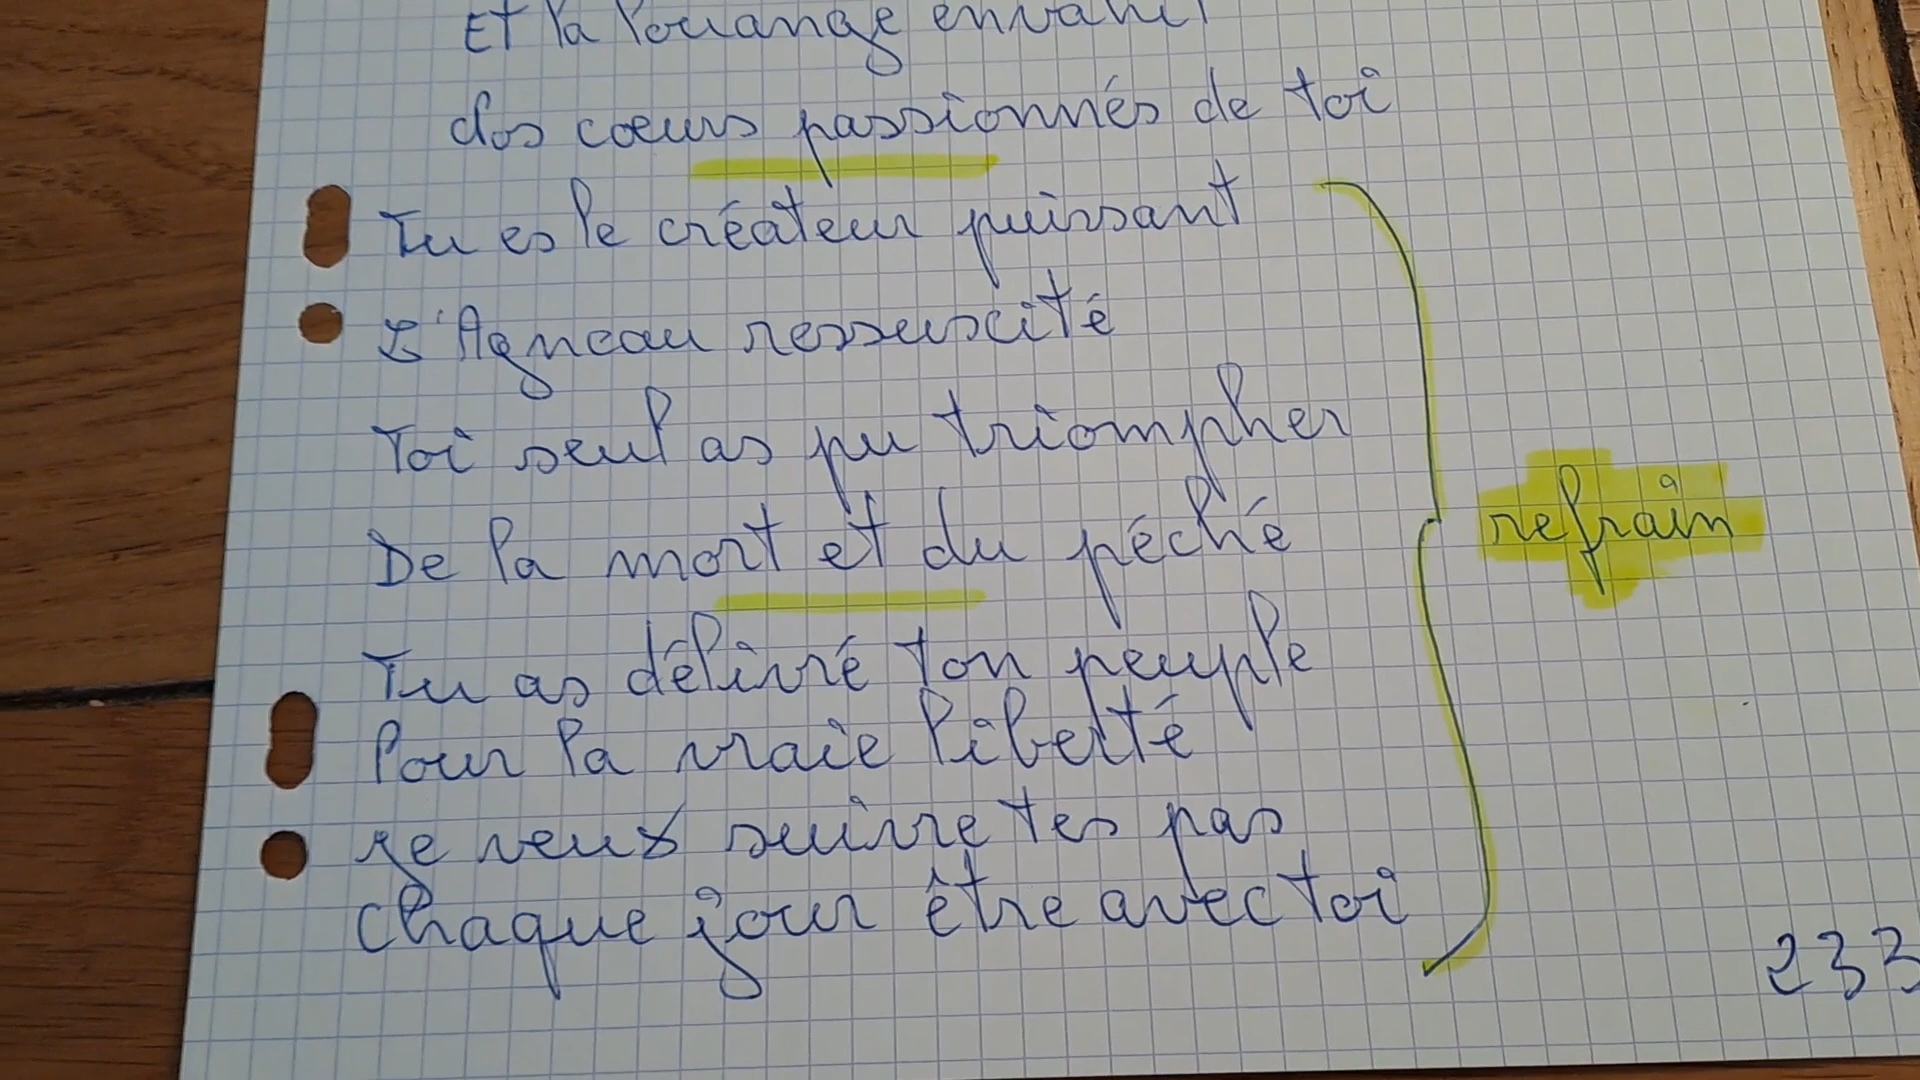 Et la louange envahit
dos cœurs passionnés de toi
Tu es le créateur puissant
L'Agneau ressuscité
Toi seul as pu triompher
De la mort et du péché
refrain
Tu as délivré ton peuple
Pour la vraie liberté
Je veux suivre tes pas
Chaque jour être avec toi
233